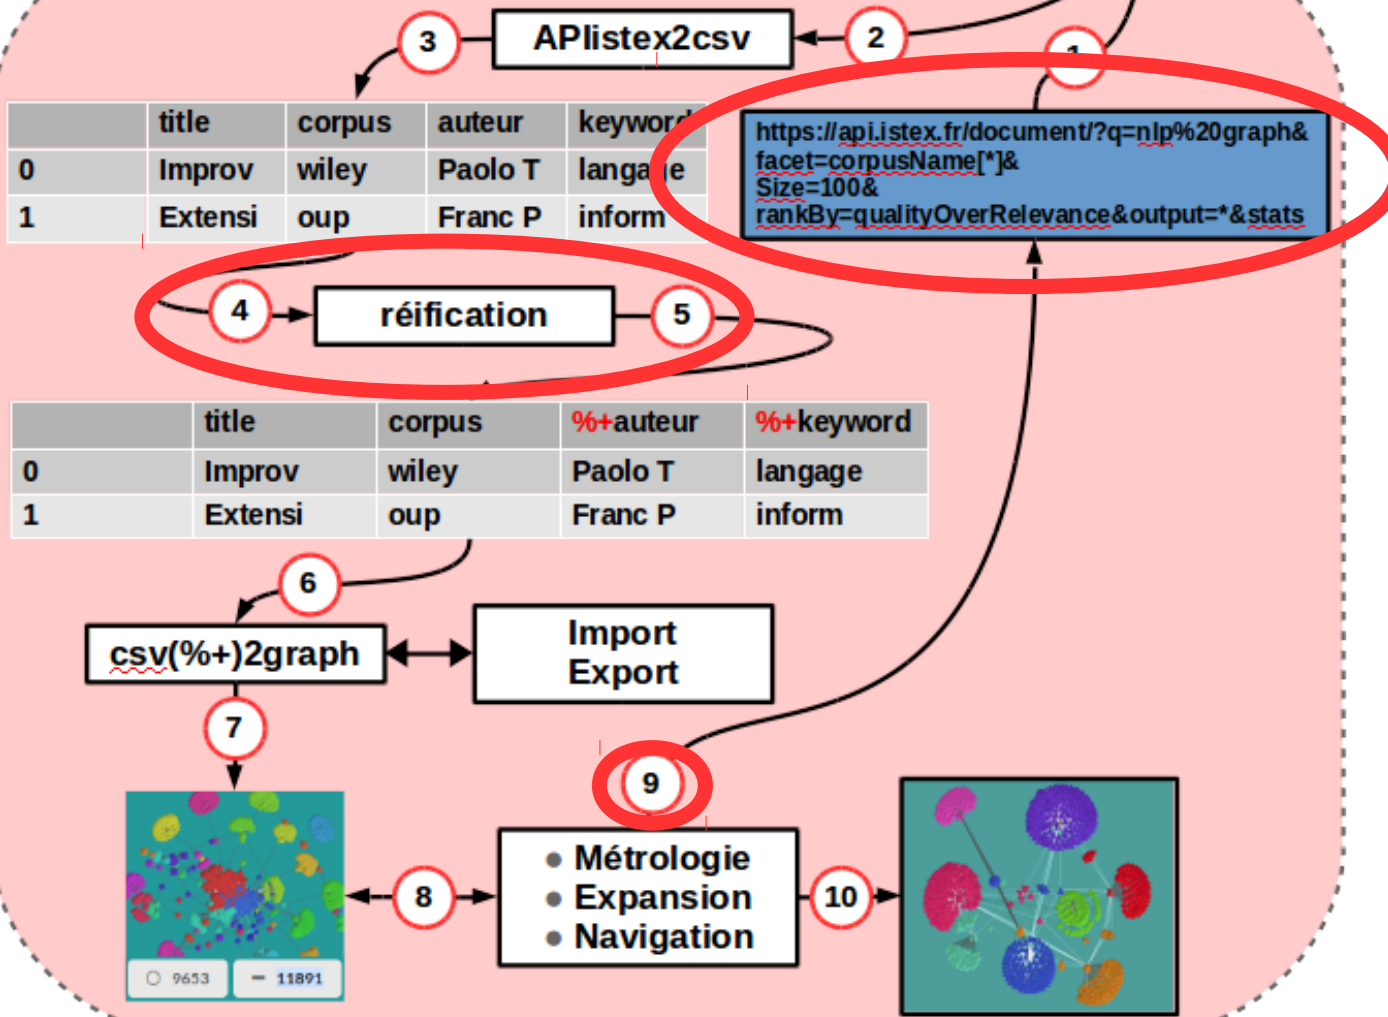 3
APIistex2csv
2
1
title corpus auteur keyword
0 Improv wiley Paolo T langage
1 Extensi oup Franc P inform
https://api.istex.fr/document/?q=nlp%20graph&
facet=corpusName[*]&
Size=100&
rankBy=qualityOverRelevance&output=*&stats
4
réification
5
title corpus %+auteur %+keyword
0 Improv wiley Paolo T langage
1 Extensi oup Franc P inform
6
csv(%+)2graph
Import
Export
7
9
8
● Métrologie
● Expansion
● Navigation
10
9653 11891